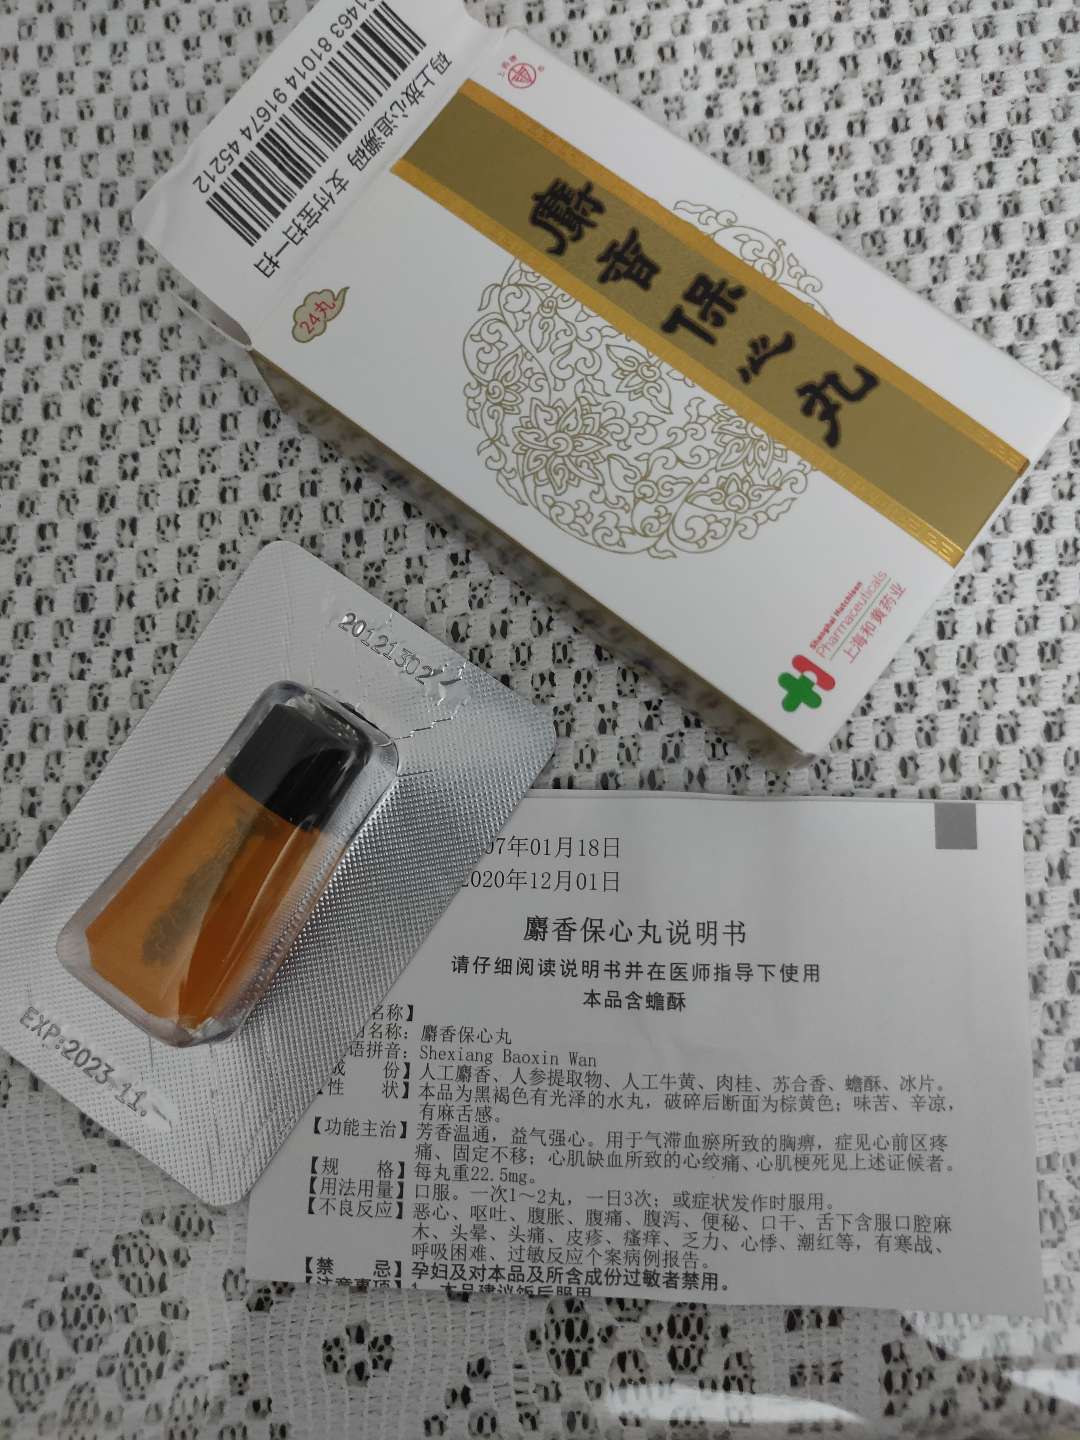 81014 91674 45212
码上放心追溯码 支付宝扫一扫
24丸
麝香保心丸
Shanghai Hutchison
Pharmaceuticals
上海和黄药业
20121302
EXP:2023 11.
07年01月18日
2020年12月01日
麝香保心丸说明书
请仔细阅读说明书并在医师指导下使用
本品含蟾酥
名称】
名称：麝香保心丸
语拼音：Shexiang Baoxin Wan
份】人工麝香、人参提取物、人工牛黄、肉桂、苏合香、蟾酥、冰片。
【性 状】本品为黑褐色有光泽的水丸，破碎后断面为棕黄色；味苦、辛凉，
有麻舌感。
【功能主治】芳香温通，益气强心。用于气滞血瘀所致的胸痹，症见心前区疼
痛、固定不移；心肌缺血所致的心绞痛、心肌梗死见上述证候者。
【规 格】每丸重22.5mg。
【用法用量】口服。一次1～2丸，一日3次；或症状发作时服用。
【不良反应】恶心、呕吐、腹胀、腹痛、腹泻、便秘、口干、舌下含服口腔麻
木、头晕、头痛、皮疹、瘙痒、乏力、心悸、潮红等，有寒战、
呼吸困难、过敏反应个案病例报告。
【禁 忌】孕妇及对本品及所含成份过敏者禁用。
【注意事项】1. 本品建议饭后服用